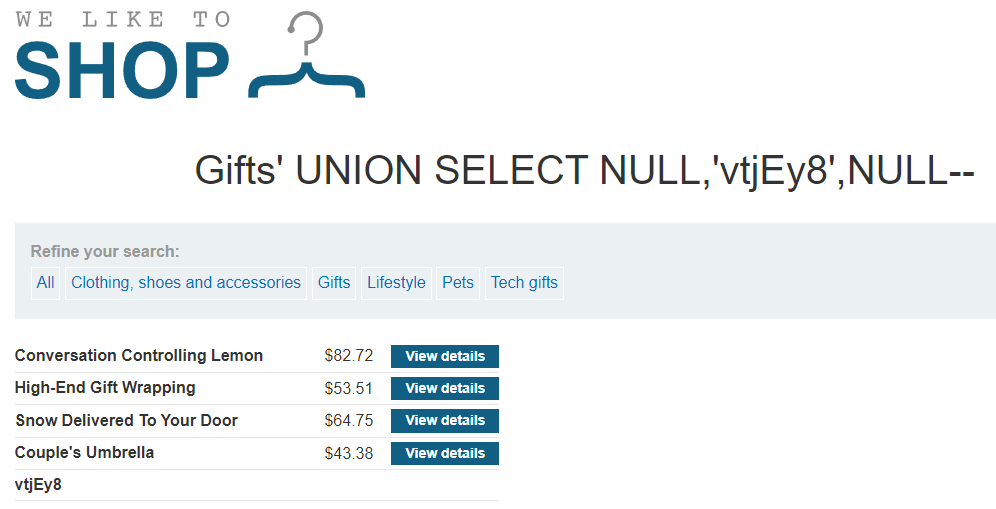 WE LIKE TO
SHOP
Gifts' UNION SELECT NULL,'vtjEy8',NULL--
Refine your search:
All Clothing, shoes and accessories Gifts Lifestyle Pets Tech gifts
Conversation Controlling Lemon $82.72 View details
High-End Gift Wrapping $53.51 View details
Snow Delivered To Your Door $64.75 View details
Couple's Umbrella $43.38 View details
vtjEy8